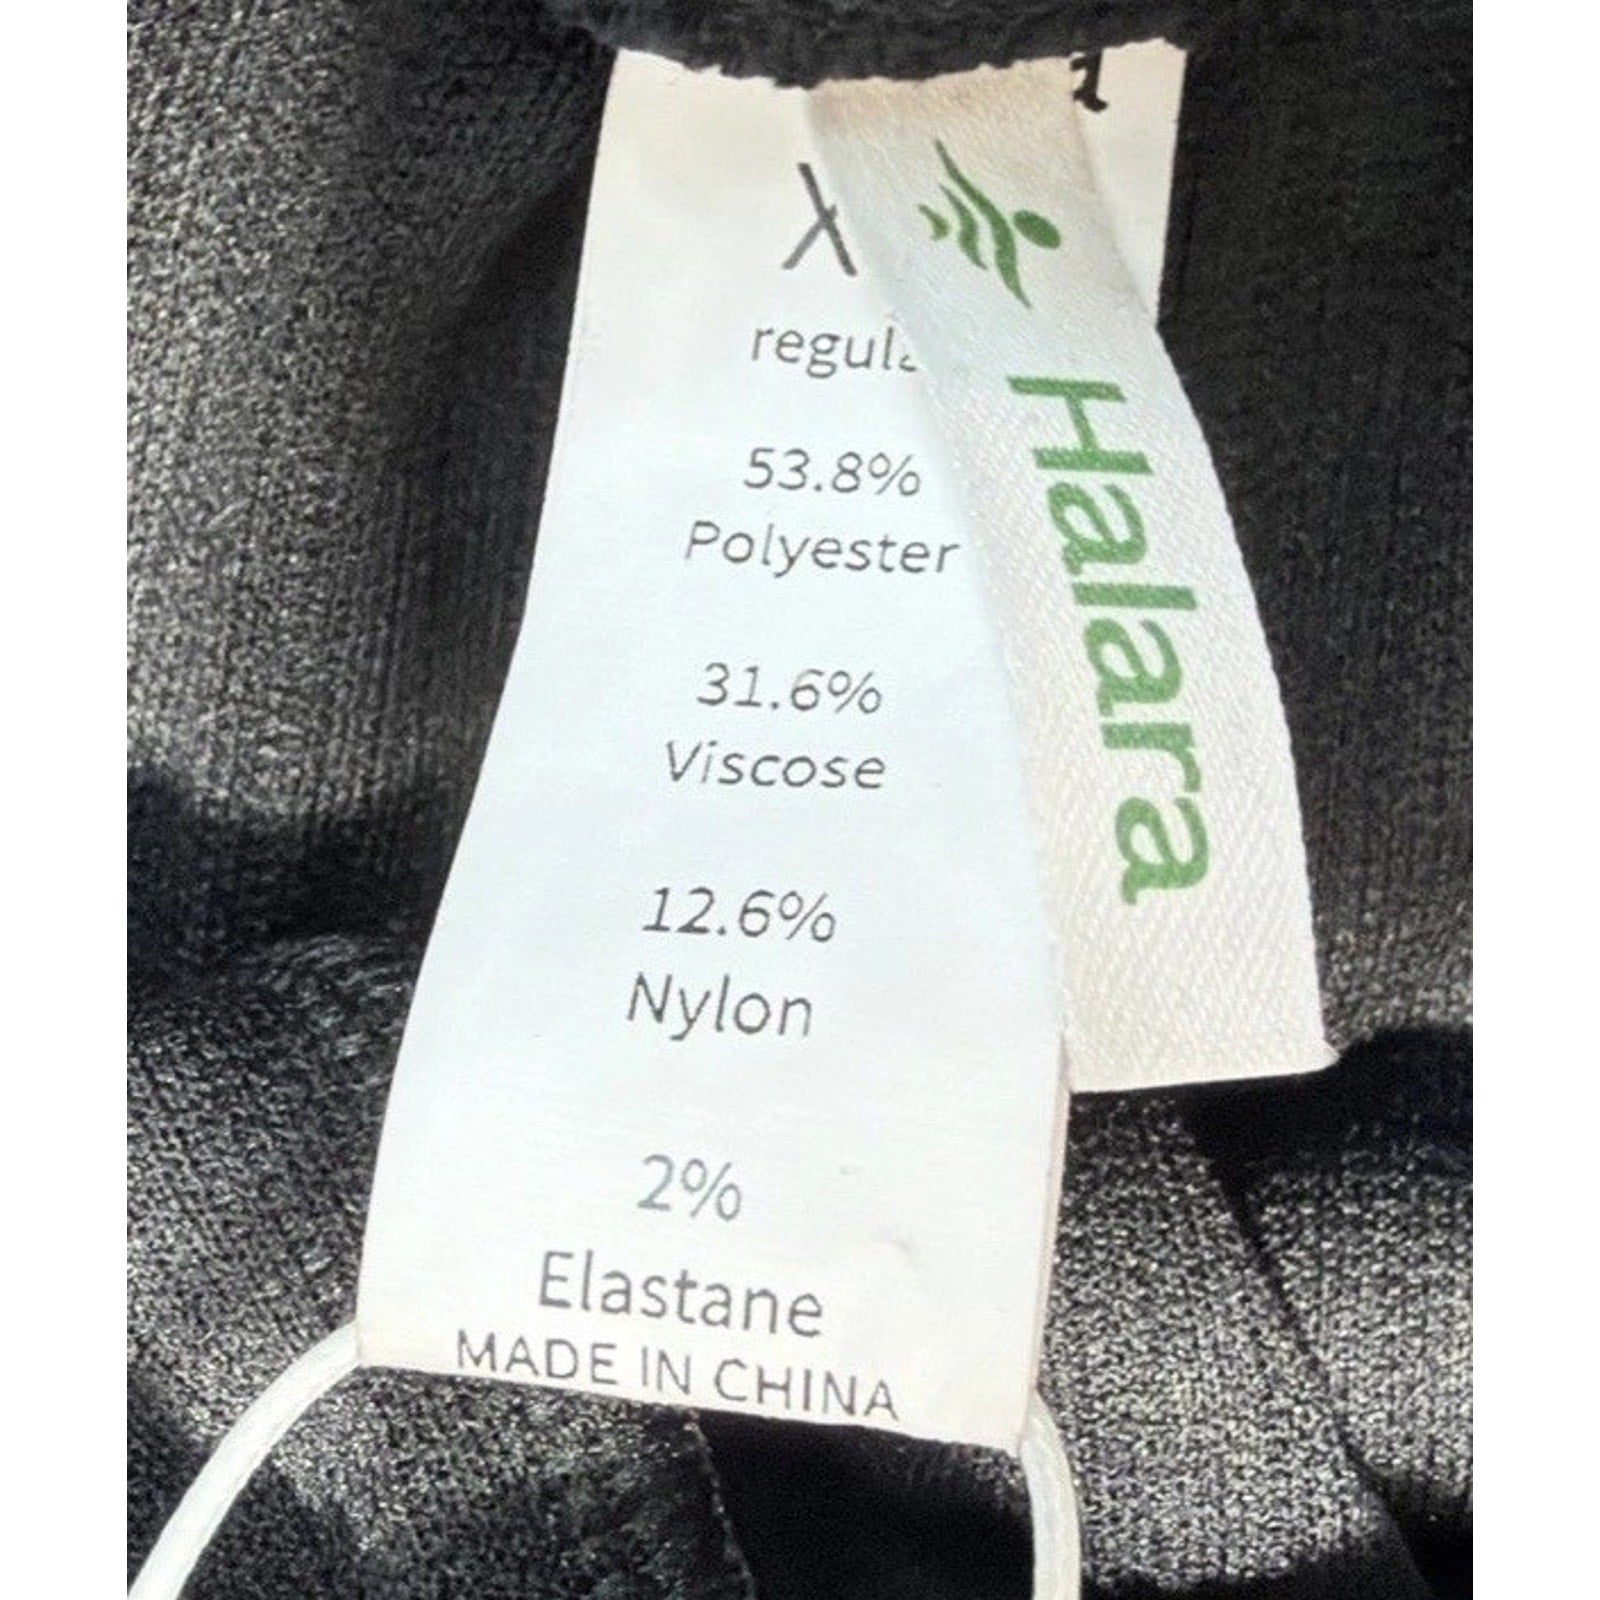 X
regula
53.8%
Polyester
31.6%
Viscose
12.6%
Nylon
2%
Elastane
MADE IN CHINA
Halara